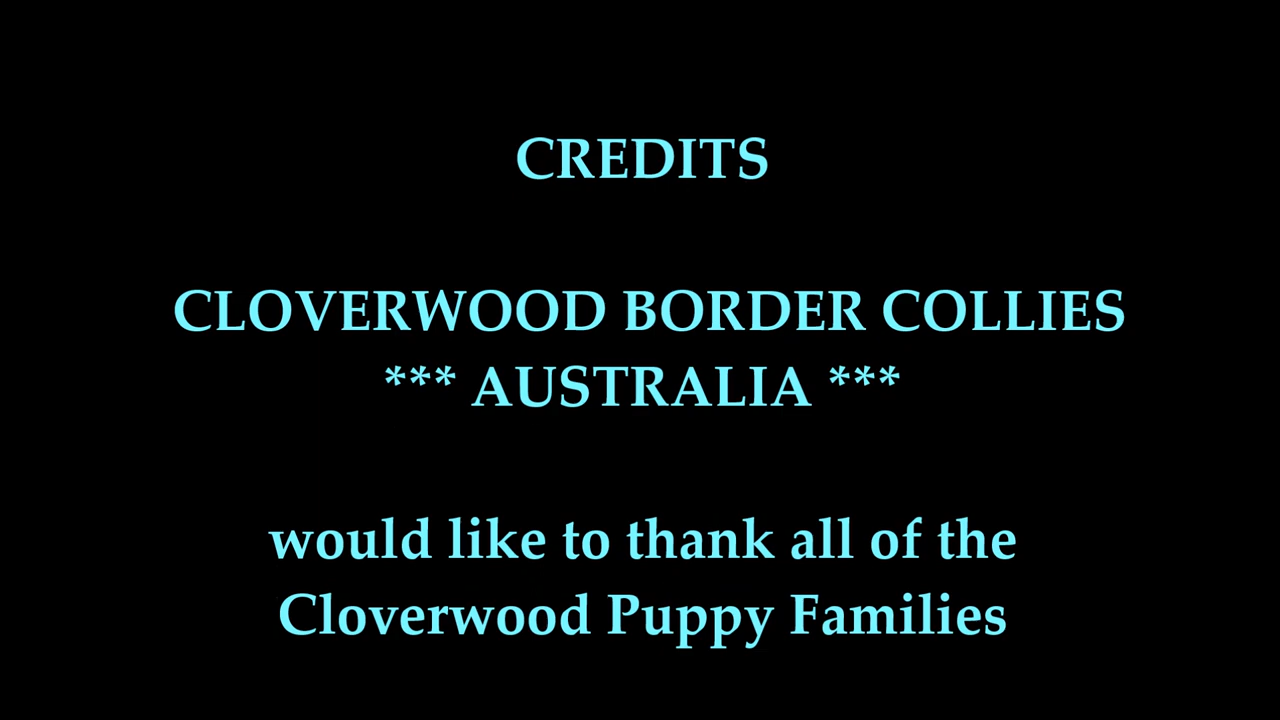 CREDITS
CLOVERWOOD BORDER COLLIES
*** AUSTRALIA ***
would like to thank all of the
Cloverwood Puppy Families